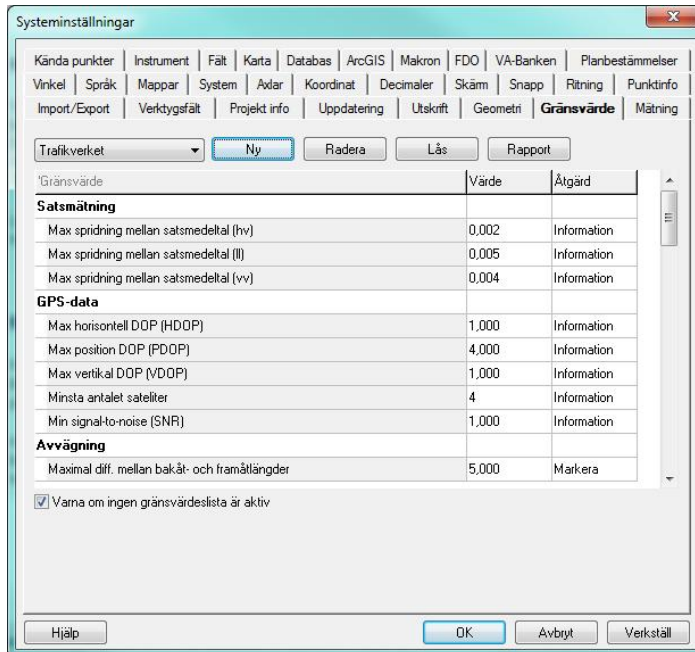 Systeminställningar
Kända punkter Instrument Fält Karta Databas ArcGIS Makron FDO VA-Banken Planbestämmelser
Vinkel Språk Mappar System Axlar Koordinat Decimaler Skärm Snapp Ritning Punktinfo
Import/Export Verktygsfält Projekt info Uppdatering Utskrift Geometri Gränsvärde Mätning
Trafikverket Ny Radera Lås Rapport
'Gränsvärde Värde Åtgärd
Satsmätning
Max spridning mellan satsmedeltal (hv) 0,002 Information
Max spridning mellan satsmedeltal (ll) 0,005 Information
Max spridning mellan satsmedeltal (vv) 0,004 Information
GPS-data
Max horisontell DOP (HDOP) 1,000 Information
Max position DOP (PDOP) 4,000 Information
Max vertikal DOP (VDOP) 1,000 Information
Minsta antalet sateliter 4 Information
Min signal-to-noise (SNR) 1,000 Information
Avvägning
Maximal diff. mellan bakåt- och framåtlängder 5,000 Markera
Varna om ingen gränsvärdeslista är aktiv
Hjälp OK Avbryt Verkställ